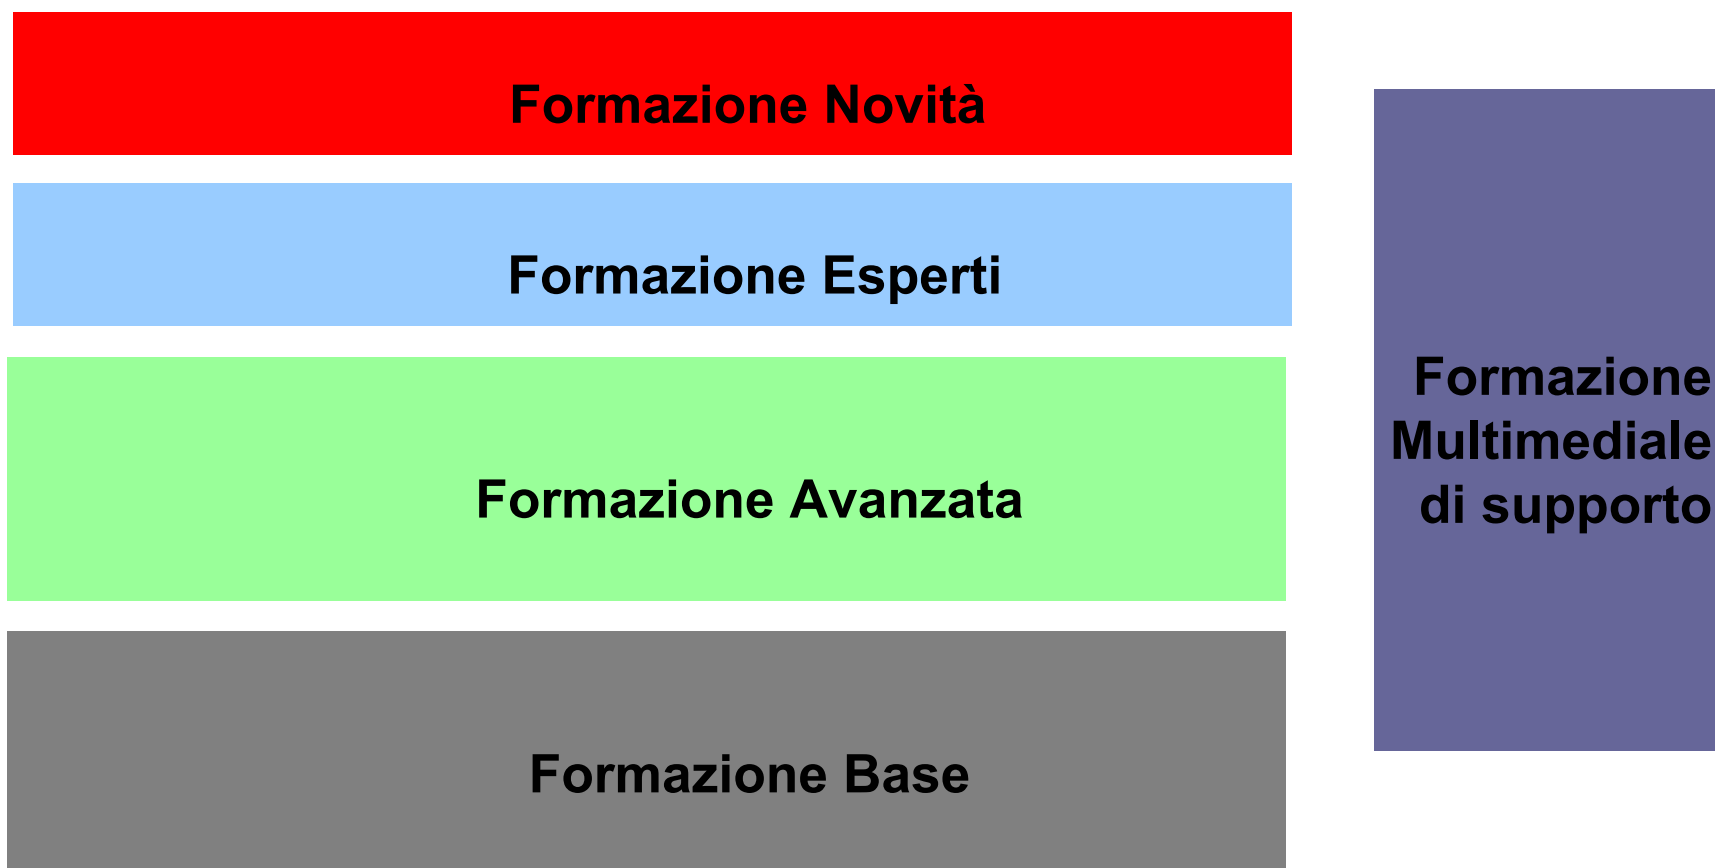 Formazione Novità
Formazione Esperti
Formazione Avanzata
Formazione Base
Formazione
Multimediale
di supporto